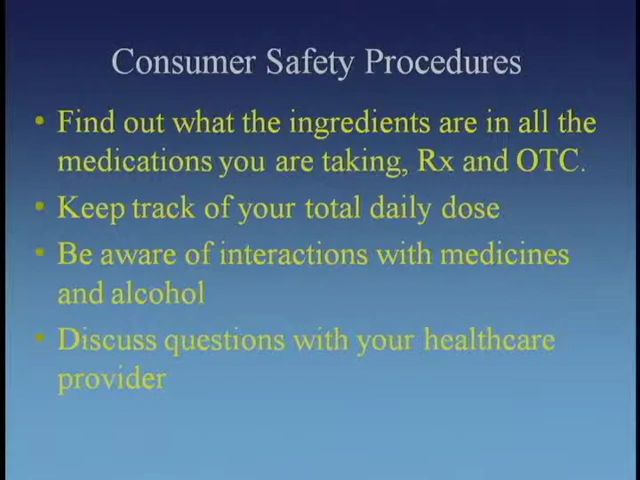 Consumer Safety Procedures
• Find out what the ingredients are in all the
medications you are taking, Rx and OTC.
• Keep track of your total daily dose
• Be aware of interactions with medicines
and alcohol
• Discuss questions with your healthcare
provider